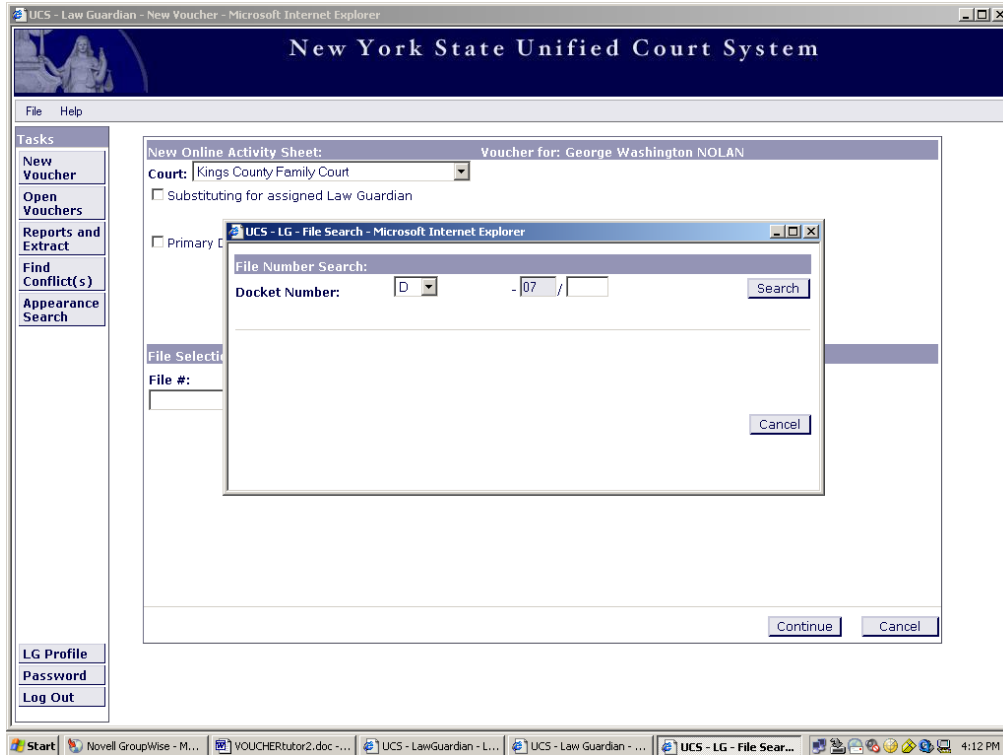 UCS - Law Guardian - New Voucher - Microsoft Internet Explorer
New York State Unified Court System
File Help
Tasks
New Voucher
Open Vouchers
Reports and Extract
Find Conflict(s)
Appearance Search
New Online Activity Sheet: Voucher for: George Washington NOLAN
Court: Kings County Family Court
Substituting for assigned Law Guardian
Primary D
UCS - LG - File Search - Microsoft Internet Explorer
File Number Search:
Docket Number: D - 07 / Search
Cancel
File Selectio
File #:
Continue Cancel
LG Profile
Password
Log Out
Start Novell GroupWise - M... VOUCHERtutor2.doc -... UCS - LawGuardian - L... UCS - Law Guardian - ... UCS - LG - File Sear... 4:12 PM